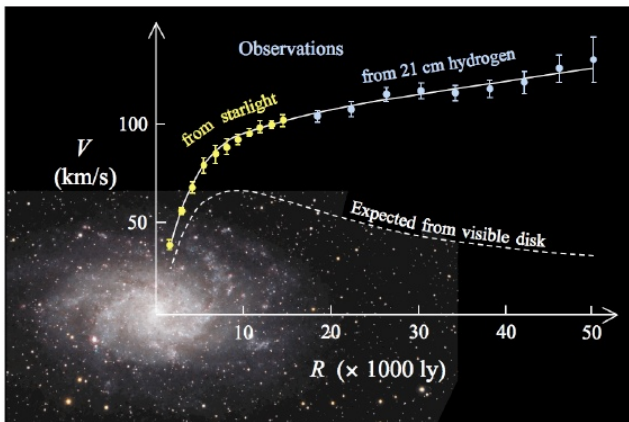 Observations
from 21 cm hydrogen
from starlight
100
V
(km/s)
Expected from visible disk
50
10
20
30
40
50
R (× 1000 ly)